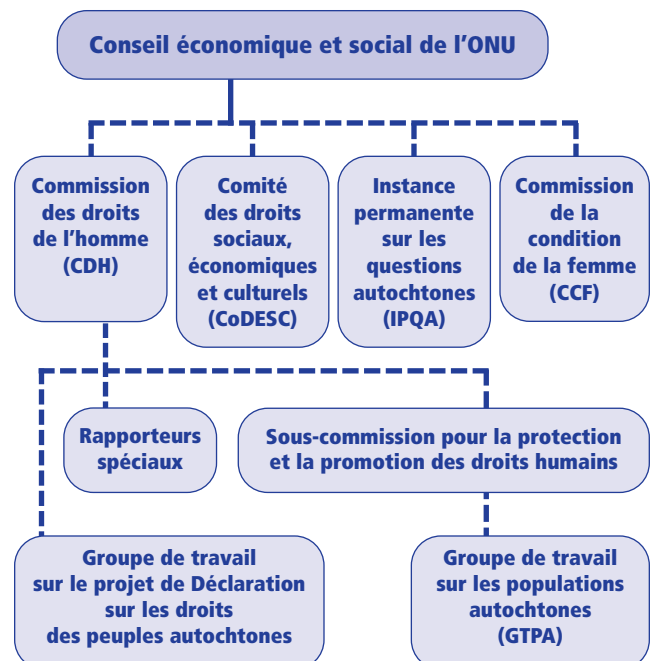 Conseil économique et social de l’ONU
Commission
des droits
de l’homme
(CDH)
Comité
des droits
sociaux,
économiques
et culturels
(CoDESC)
Instance
permanente
sur les
questions
autochtones
(IPQA)
Commission
de la
condition
de la femme
(CCF)
Rapporteurs
spéciaux
Sous-commission pour la protection
et la promotion des droits humains
Groupe de travail
sur le projet de Déclaration
sur les droits
des peuples autochtones
Groupe de travail
sur les populations
autochtones
(GTPA)